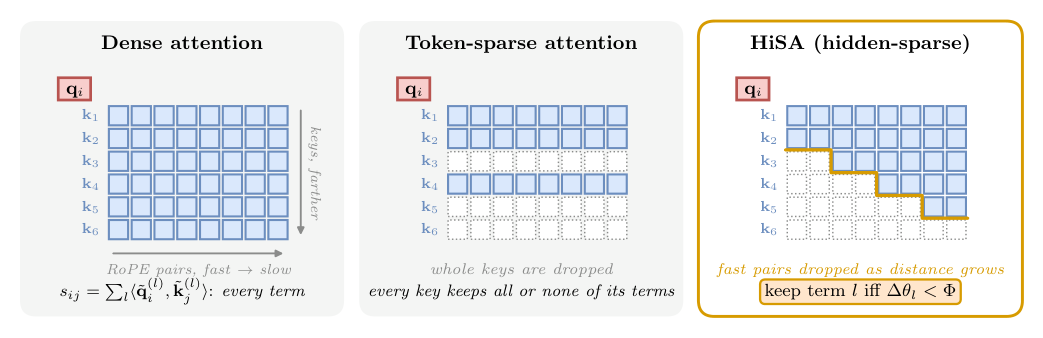 Dense attention
q_i
k_1
k_2
k_3
k_4
k_5
k_6
keys, farther
RoPE pairs, fast → slow
s_{ij} = ∑_l⟨q̃_i^{(l)}, k̃_j^{(l)}⟩: every term
Token-sparse attention
q_i
k_1
k_2
k_3
k_4
k_5
k_6
whole keys are dropped
every key keeps all or none of its terms
HiSA (hidden-sparse)
q_i
k_1
k_2
k_3
k_4
k_5
k_6
fast pairs dropped as distance grows
keep term l iff Δθ_l < Φ